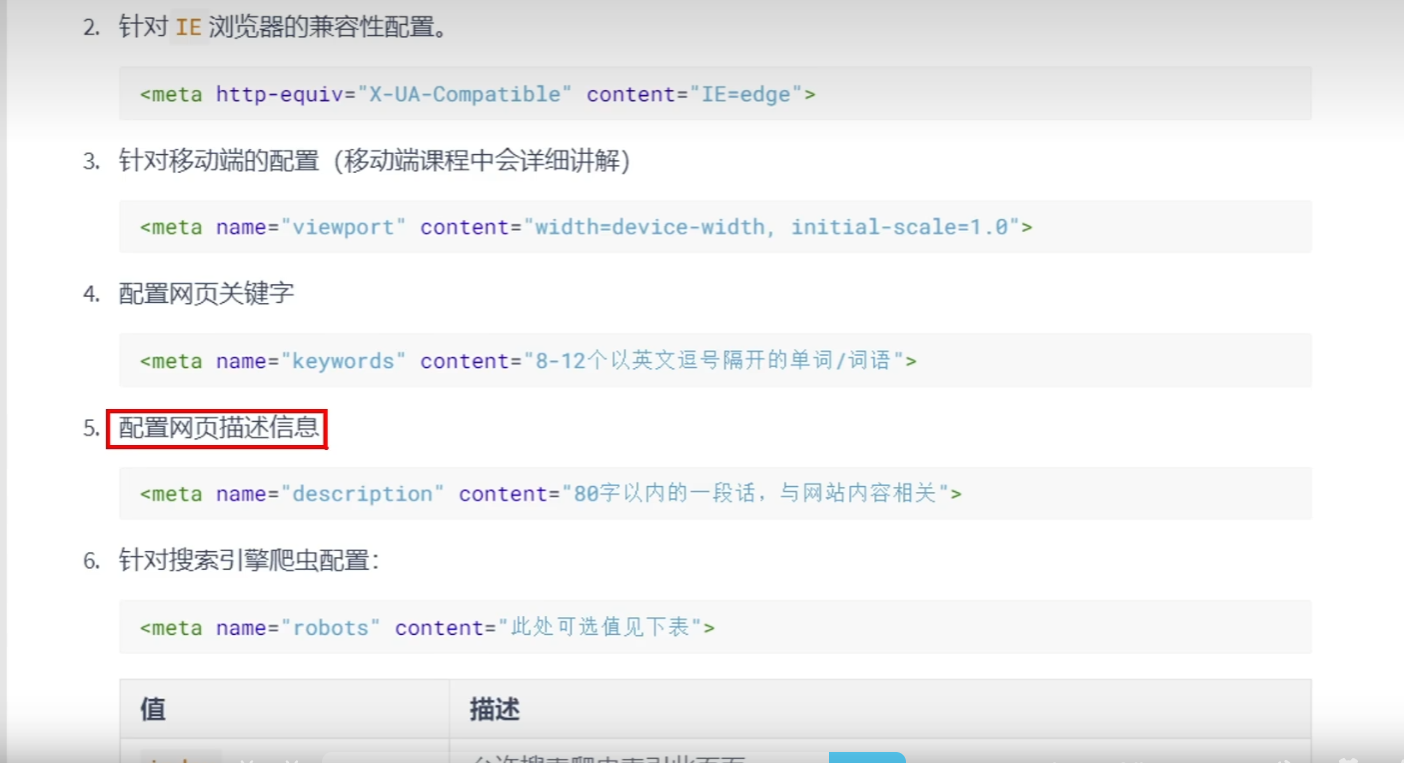 2. 针对 IE 浏览器的兼容性配置。
<meta http-equiv="X-UA-Compatible" content="IE=edge">
3. 针对移动端的配置（移动端课程中会详细讲解）
<meta name="viewport" content="width=device-width, initial-scale=1.0">
4. 配置网页关键字
<meta name="keywords" content="8-12个以英文逗号隔开的单词/词语">
5. 配置网页描述信息
<meta name="description" content="80字以内的一段话，与网站内容相关">
6. 针对搜索引擎爬虫配置：
<meta name="robots" content="此处可选值见下表">
值 描述